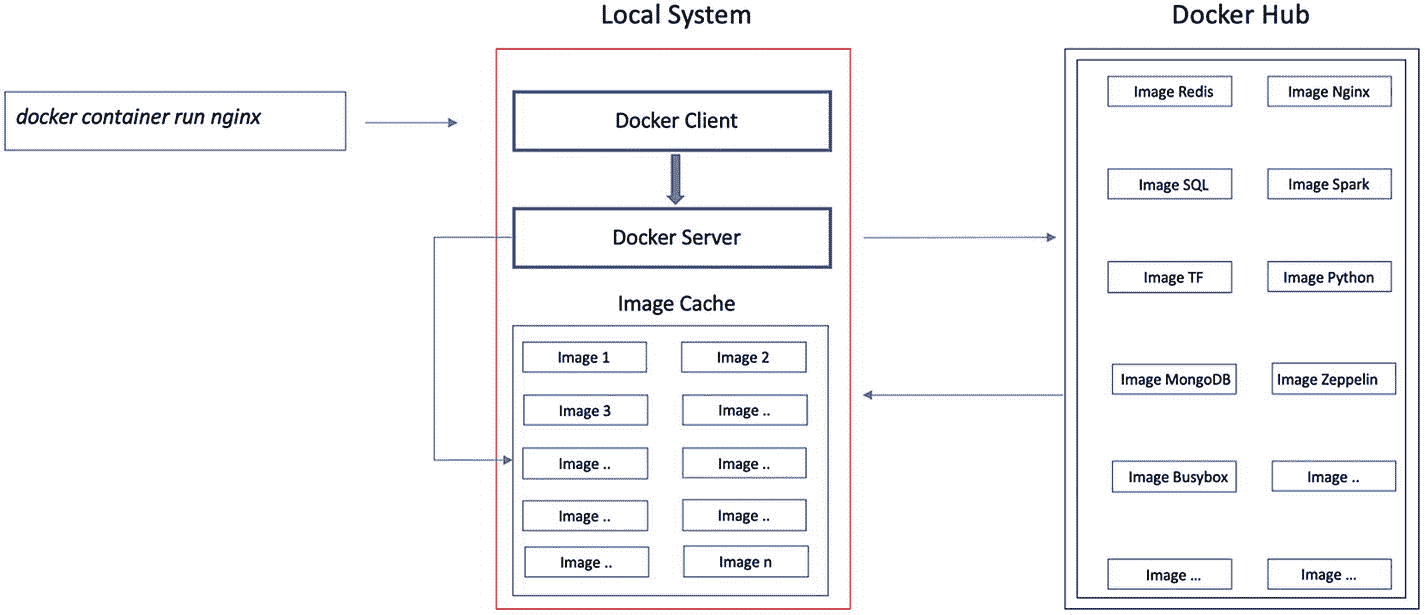 Local System
Docker Hub
docker container run nginx
Docker Client
Docker Server
Image Cache
Image 1
Image 2
Image 3
Image ..
Image ..
Image ..
Image ..
Image ..
Image ..
Image n
Image Redis
Image Nginx
Image SQL
Image Spark
Image TF
Image Python
Image MongoDB
Image Zeppelin
Image Busybox
Image ..
Image ...
Image ...